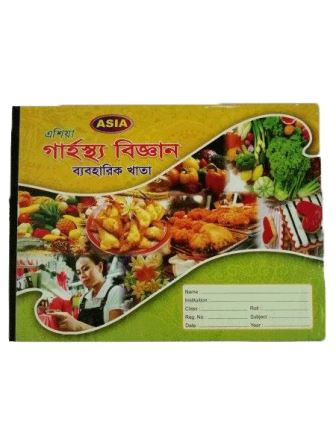 ASIA
এশিয়া
গার্হস্থ্য বিজ্ঞান
ব্যবহারিক খাতা
Name :
Institution :
Class : Roll :
Reg. No. Subject :
Date : Year :